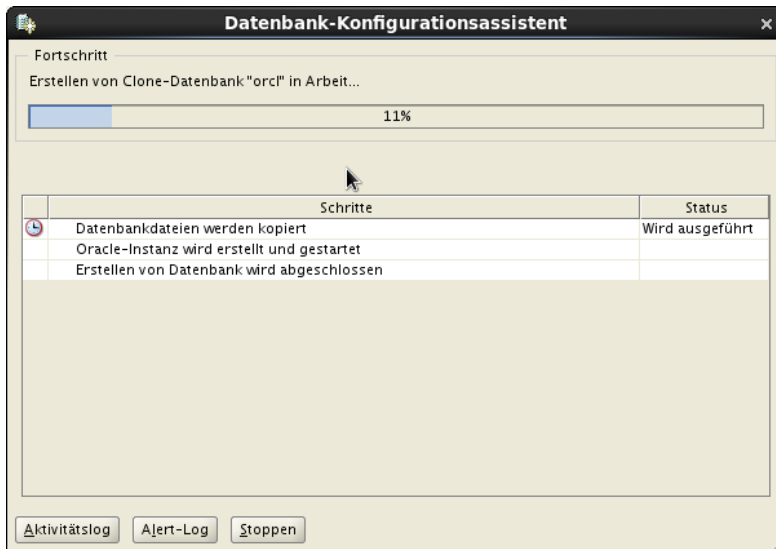 Datenbank-Konfigurationsassistent
Fortschritt
Erstellen von Clone-Datenbank "orcl" in Arbeit...
11%
Schritte Status
Datenbankdateien werden kopiert Wird ausgeführt
Oracle-Instanz wird erstellt und gestartet
Erstellen von Datenbank wird abgeschlossen
Aktivitätslog Alert-Log Stoppen